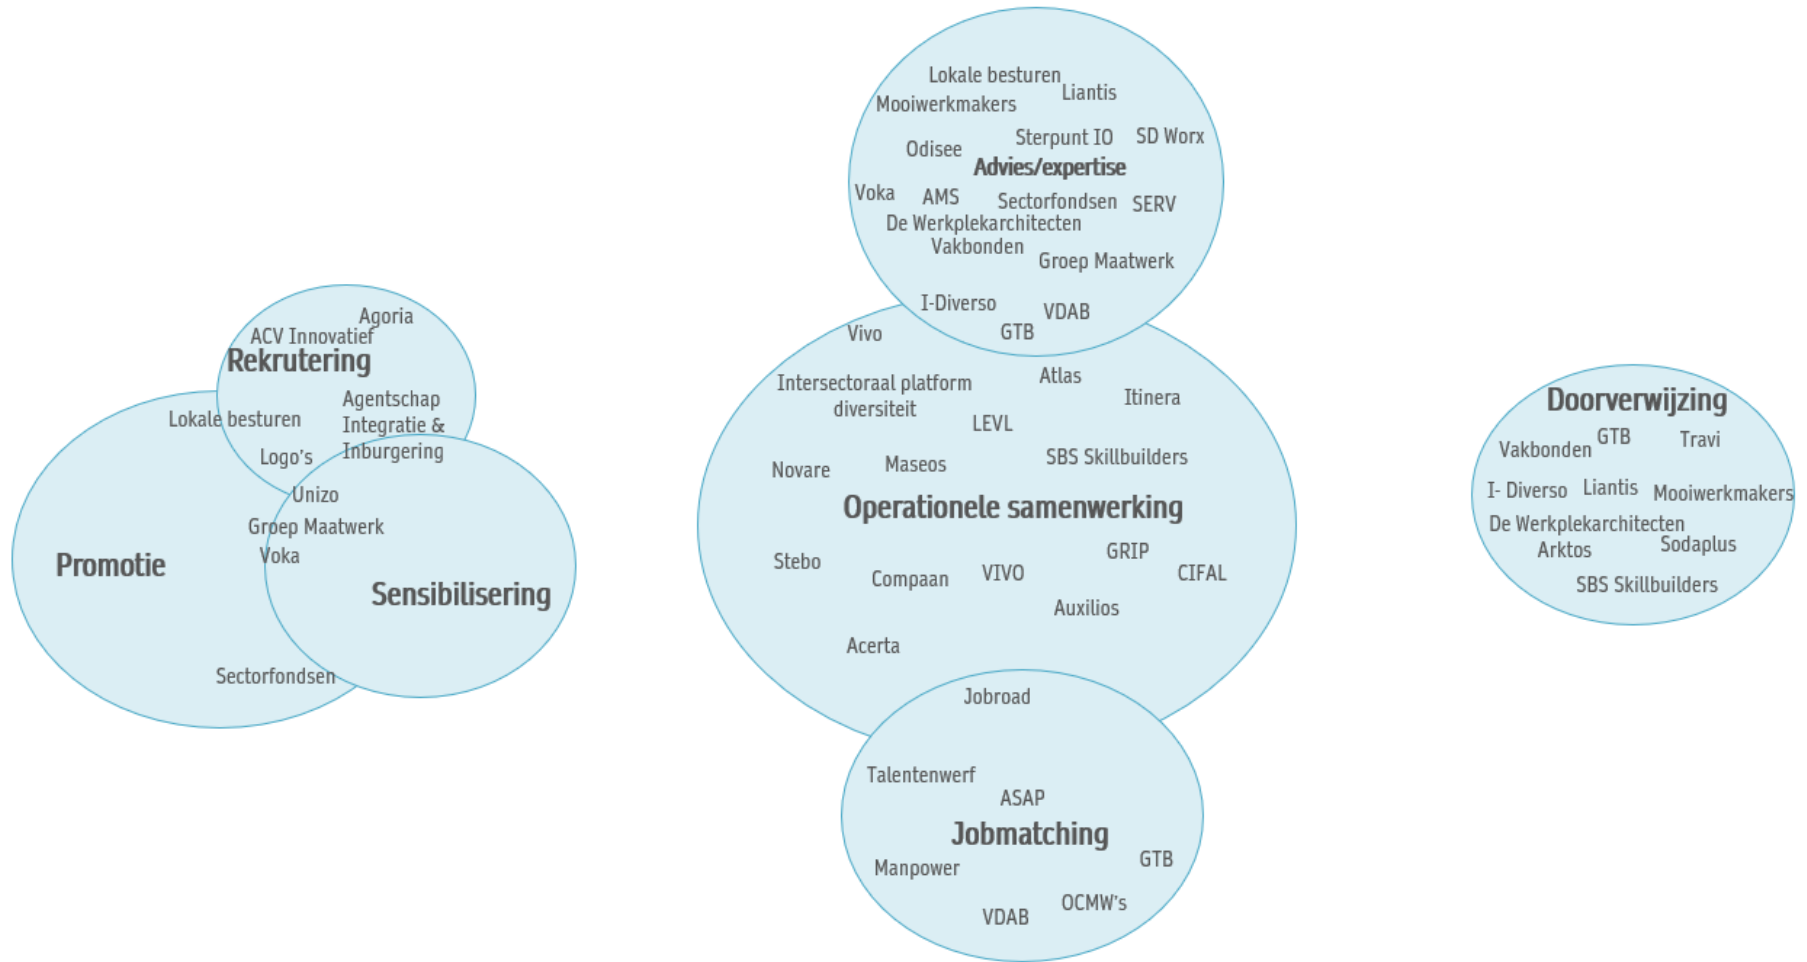 Agoria
ACV Innovatief
Rekrutering
Agentschap
Integratie &
Inburgering
Lokale besturen
Logo's
Unizo
Groep Maatwerk
Voka
Promotie
Sensibilisering
Sectorfondsen
Lokale besturen
Liantis
Mooiwerkmakers
Sterpunt IO
SD Worx
Odisee
Advies/expertise
Voka
AMS
Sectorfondsen
SERV
De Werkplekarchitecten
Vakbonden
Groep Maatwerk
I-Diverso
VDAB
GTB
Vivo
Intersectoraal platform
diversiteit
Atlas
Itinera
LEVL
Novare
Maseos
SBS Skillbuilders
Operationele samenwerking
Stebo
Compaan
VIVO
GRIP
CIFAL
Auxilios
Acerta
Jobroad
Talentenwerf
ASAP
Jobmatching
Manpower
GTB
VDAB
OCMW's
Doorverwijzing
Vakbonden
GTB
Travi
I- Diverso
Liantis
Mooiwerkmakers
De Werkplekarchitecten
Arktos
Sodaplus
SBS Skillbuilders